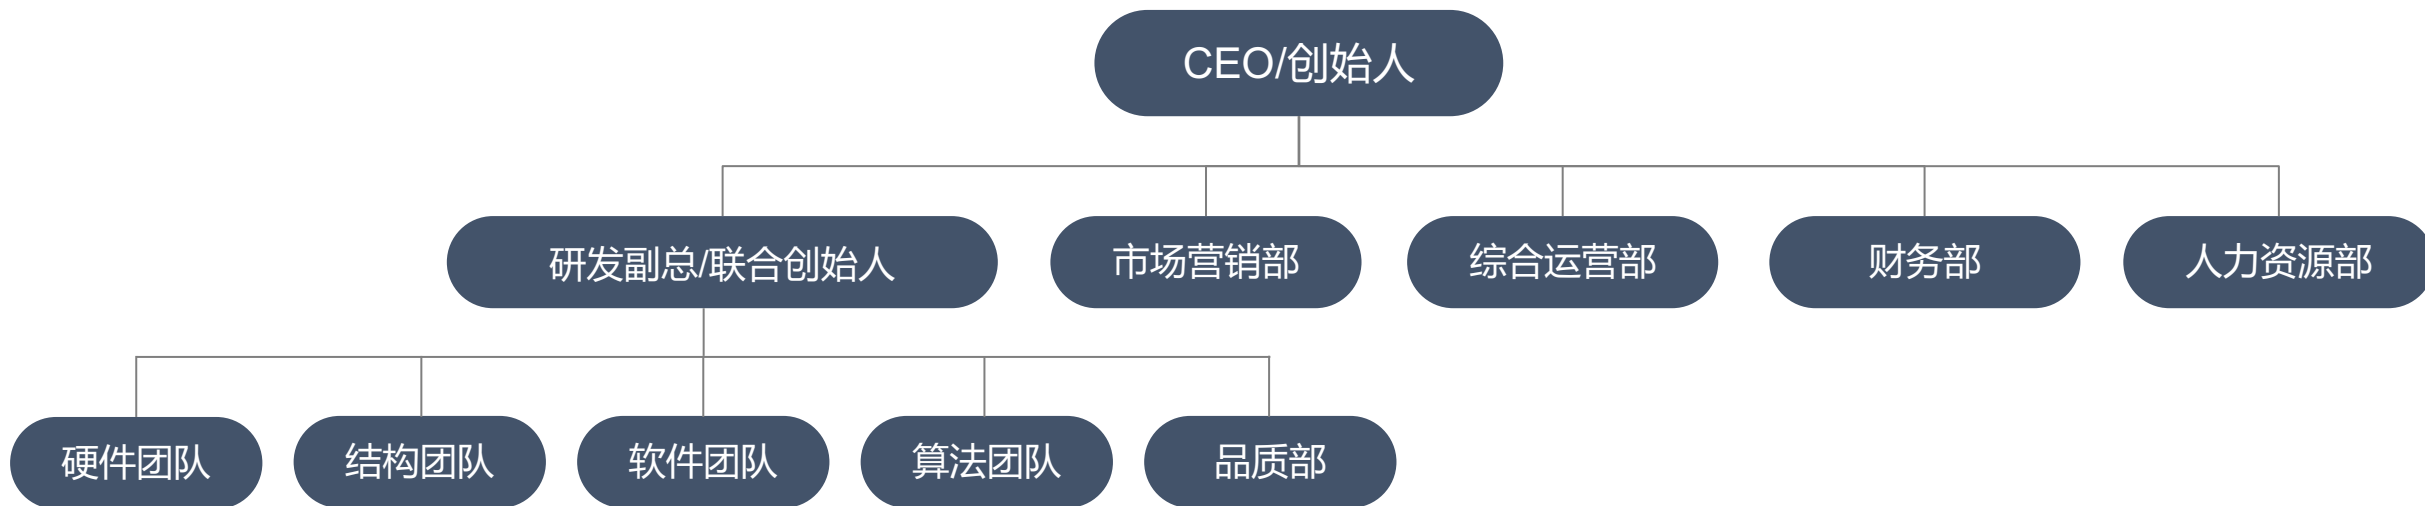 CEO/创始人
研发副总/联合创始人
市场营销部
综合运营部
财务部
人力资源部
硬件团队
结构团队
软件团队
算法团队
品质部